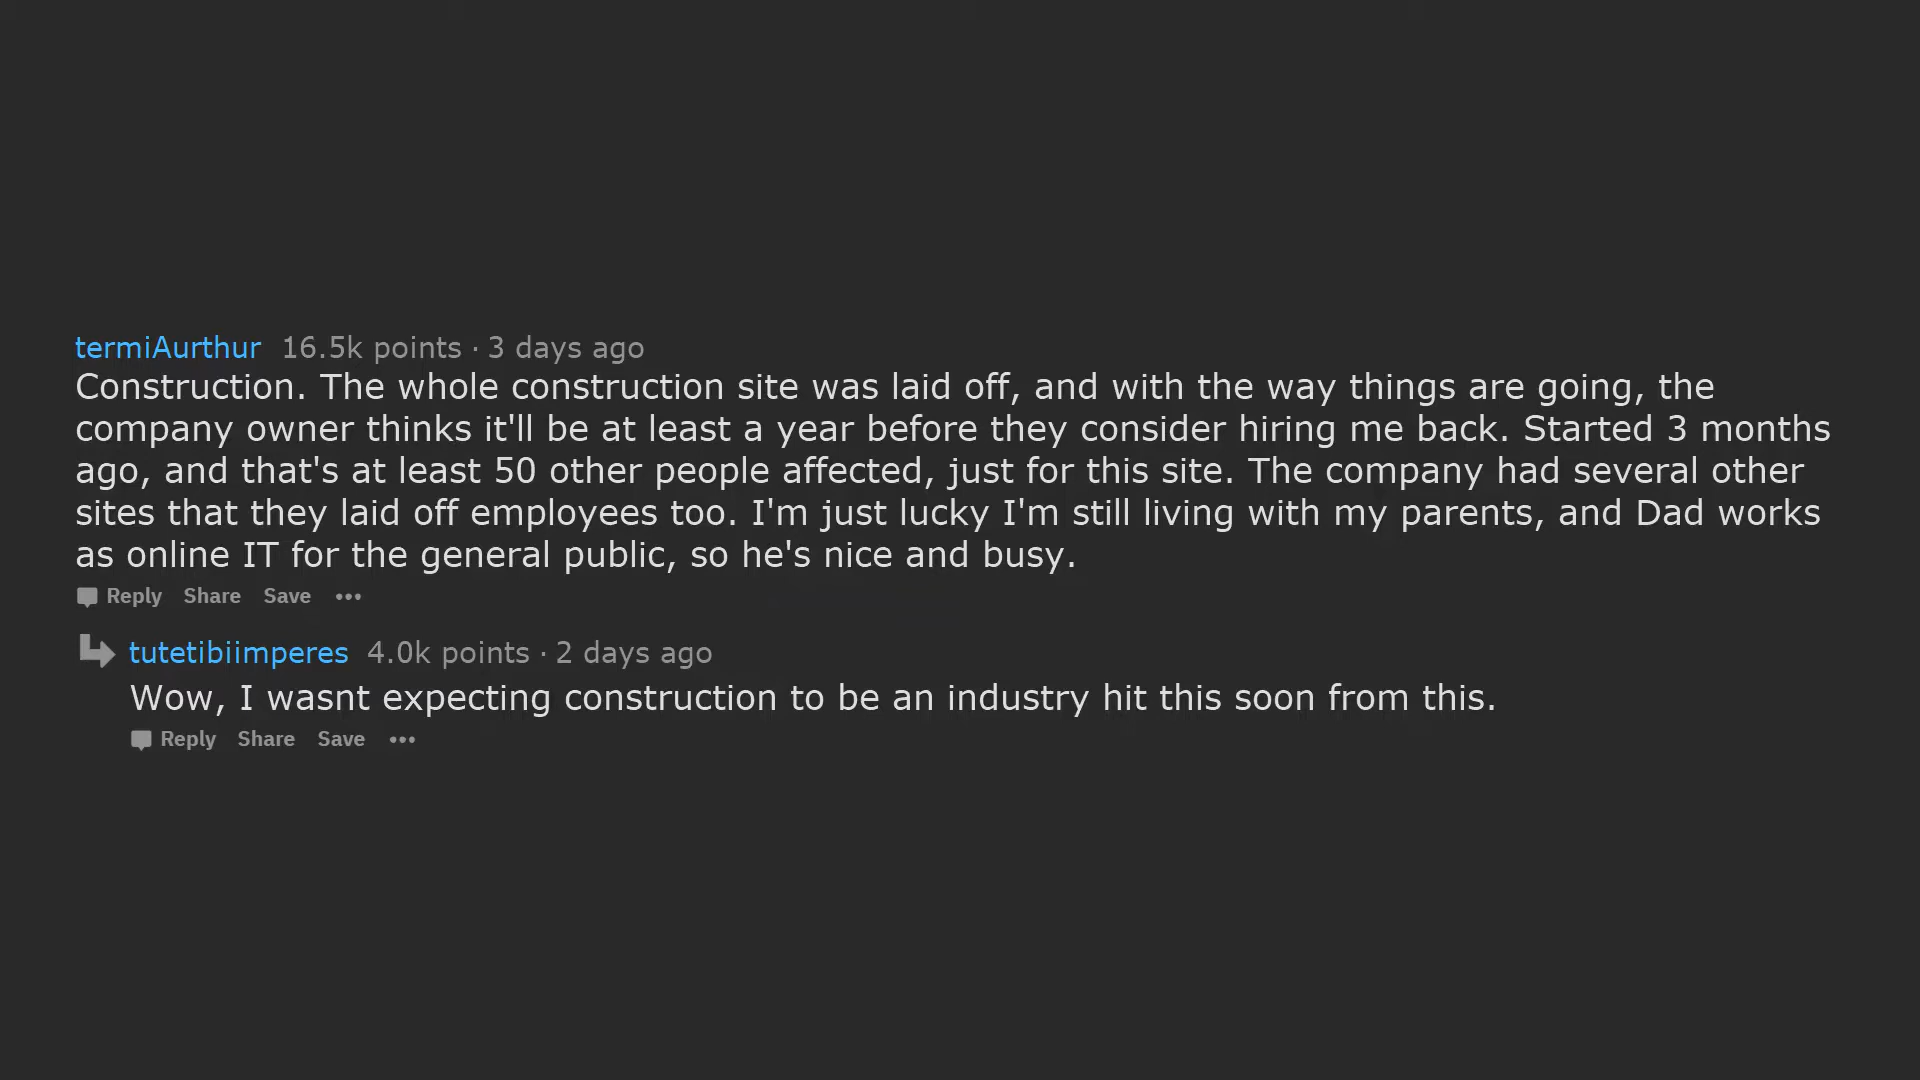 termiAurthur 16.5k points · 3 days ago
Construction. The whole construction site was laid off, and with the way things are going, the
company owner thinks it'll be at least a year before they consider hiring me back. Started 3 months
ago, and that's at least 50 other people affected, just for this site. The company had several other
sites that they laid off employees too. I'm just lucky I'm still living with my parents, and Dad works
as online IT for the general public, so he's nice and busy.
Reply Share Save •••
tutetibiimperes 4.0k points · 2 days ago
Wow, I wasnt expecting construction to be an industry hit this soon from this.
Reply Share Save •••